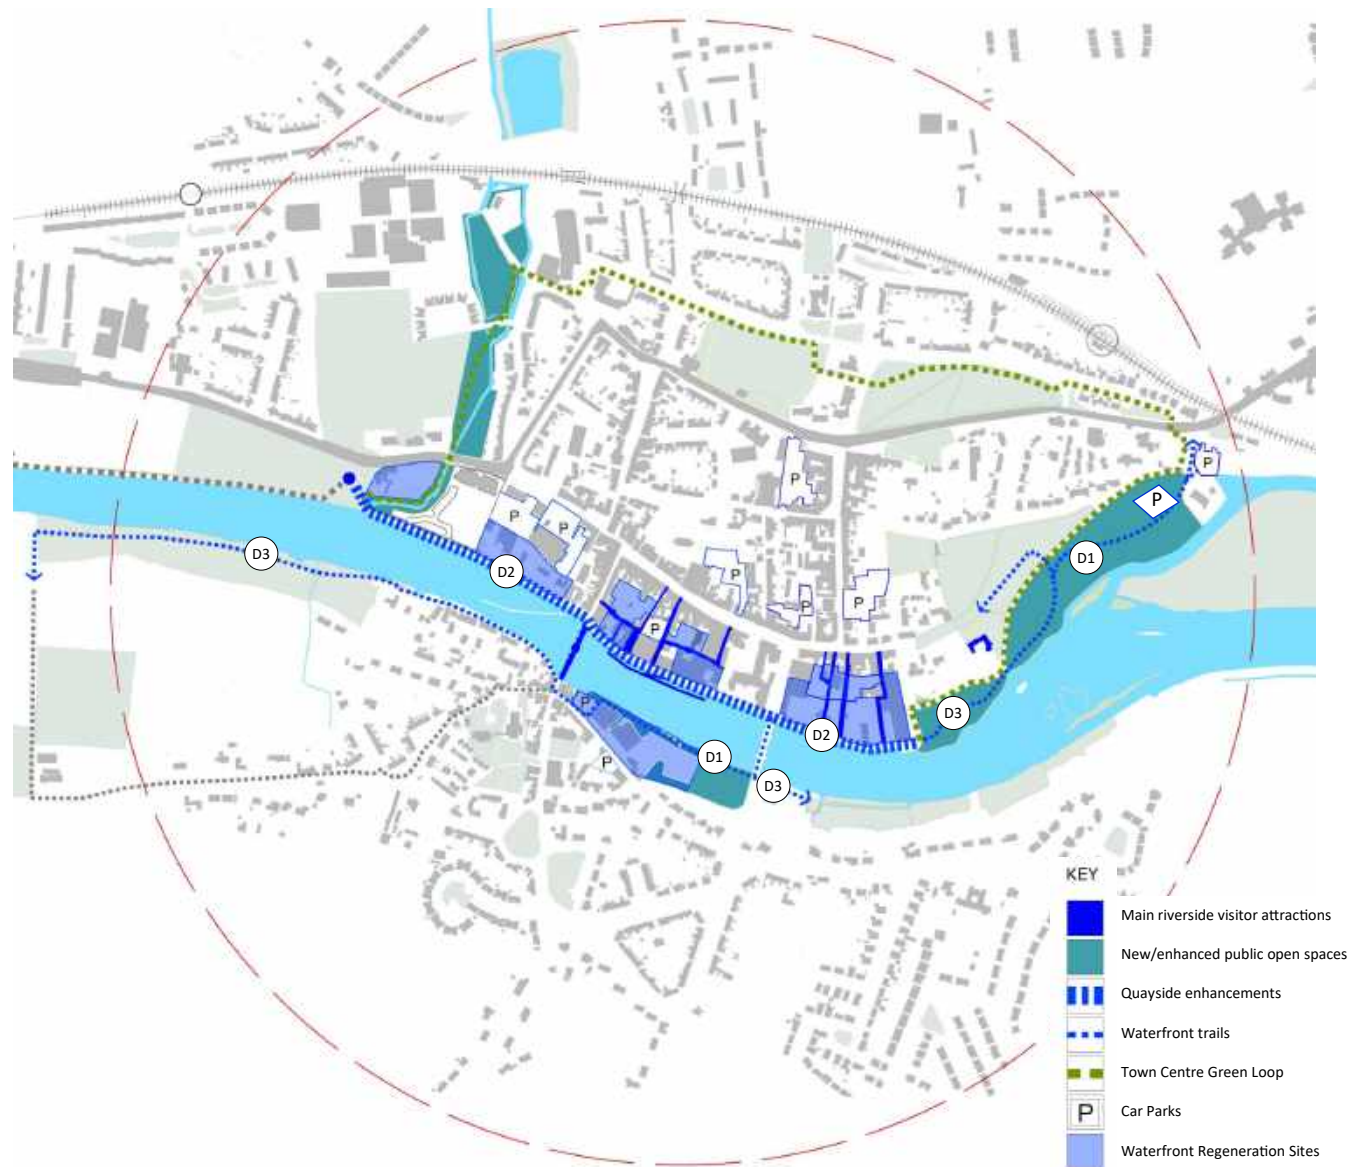 P
P
D1
P
P
D3
D2
P
P
P
P
P
D3
D2
D1
P
D3
KEY
Main riverside visitor attractions
New/enhanced public open spaces
Quayside enhancements
Waterfront trails
Town Centre Green Loop
P Car Parks
Waterfront Regeneration Sites